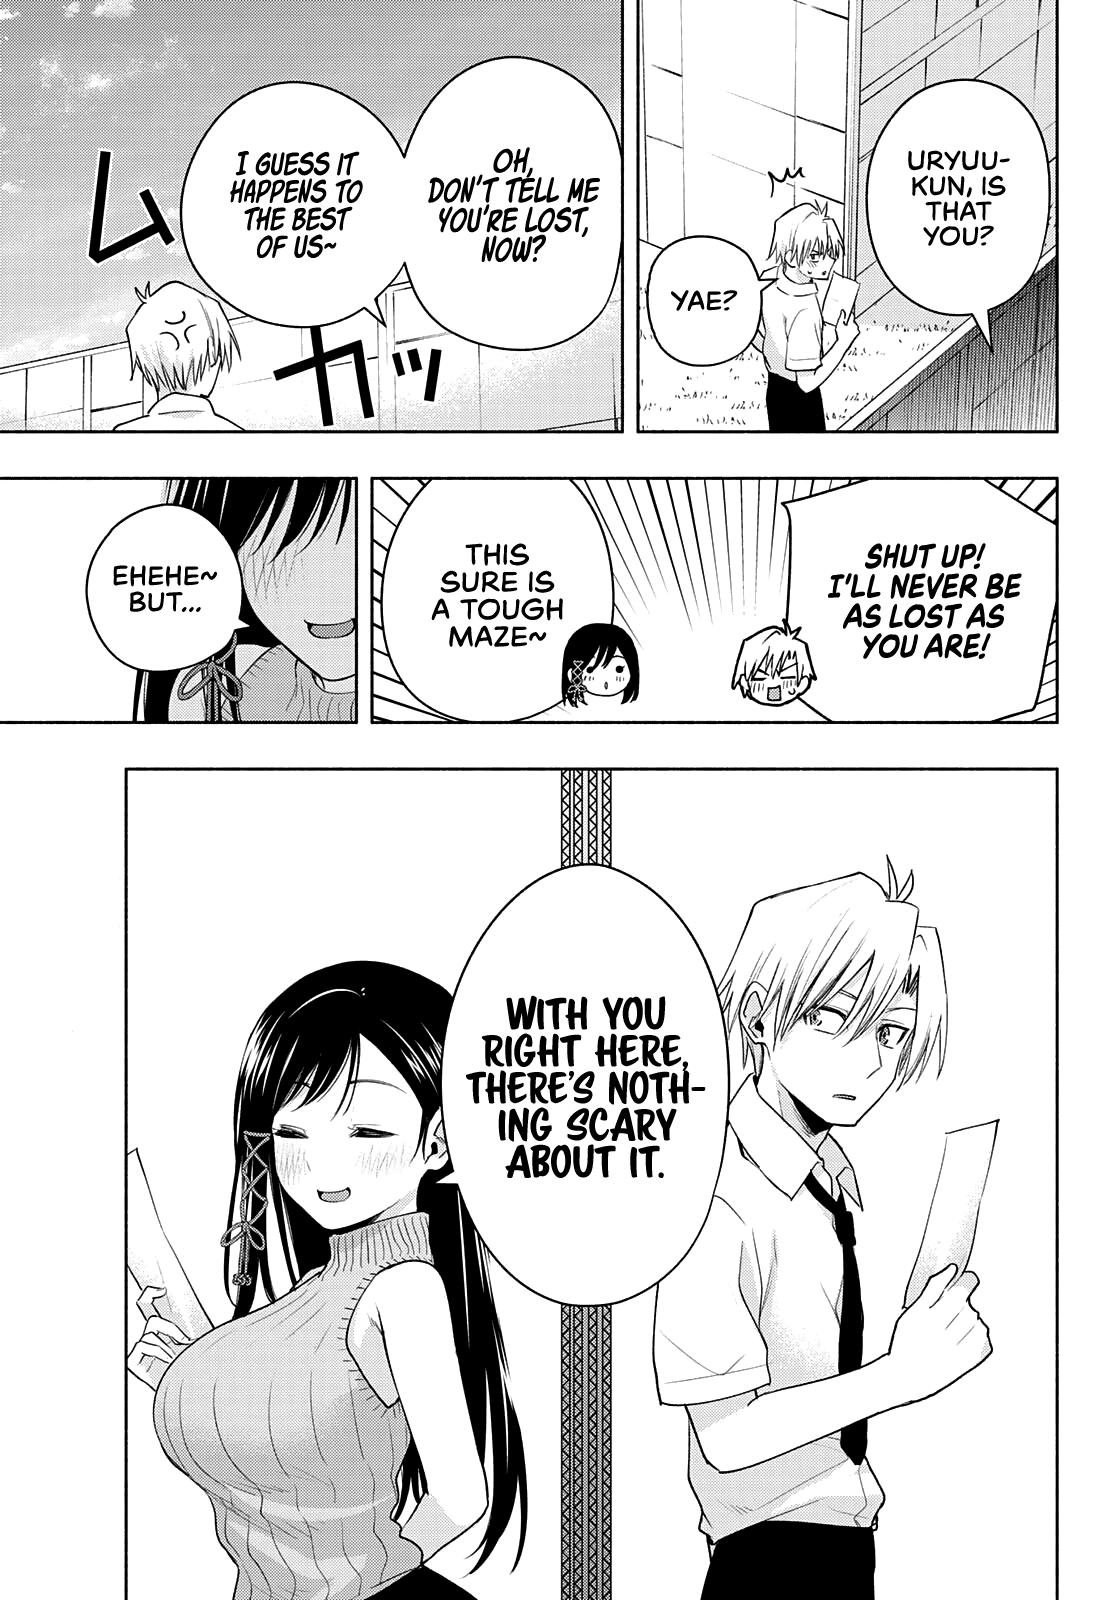 URYUU-
KUN, IS
THAT
YOU?
YAE?
OH,
DON'T TELL ME
YOU'RE LOST,
NOW?
I GUESS IT
HAPPENS TO
THE BEST
OF US~
ムカッ
SHUT UP!
I'LL NEVER BE
AS LOST AS
YOU ARE!
THIS
SURE IS
A TOUGH
MAZE~
EHEHE~
BUT...
WITH YOU
RIGHT HERE,
THERE'S NOTH-
ING SCARY
ABOUT IT.